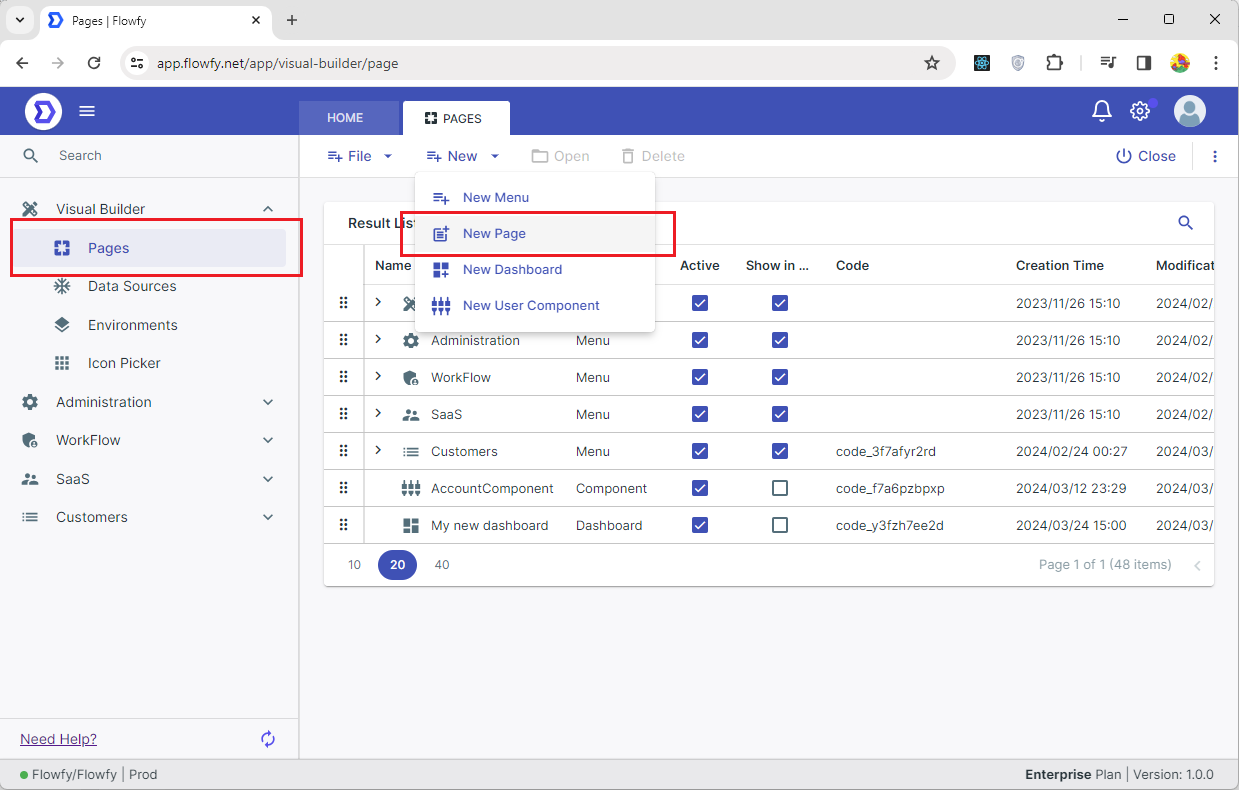 Pages | Flowfy
app.flowfy.net/app/visual-builder/page
HOME
PAGES
Search
File
New
Open
Delete
Close
Visual Builder
Pages
Data Sources
Environments
Icon Picker
Administration
WorkFlow
SaaS
Customers
New Menu
New Page
New Dashboard
New User Component
Result List
Name Active Show in ... Code Creation Time Modificat
2023/11/26 15:10 2024/02/
Administration Menu 2023/11/26 15:10 2024/02/
WorkFlow Menu 2023/11/26 15:10 2024/02/
SaaS Menu 2023/11/26 15:10 2024/03/
Customers Menu code_3f7afyr2rd 2024/02/24 00:27 2024/03/
AccountComponent Component code_f7a6pzbpxp 2024/03/12 23:29 2024/03/
My new dashboard Dashboard code_y3fzh7ee2d 2024/03/24 15:00 2024/03/
10 20 40 Page 1 of 1 (48 items)
Need Help?
Flowfy/Flowfy | Prod
Enterprise Plan | Version: 1.0.0